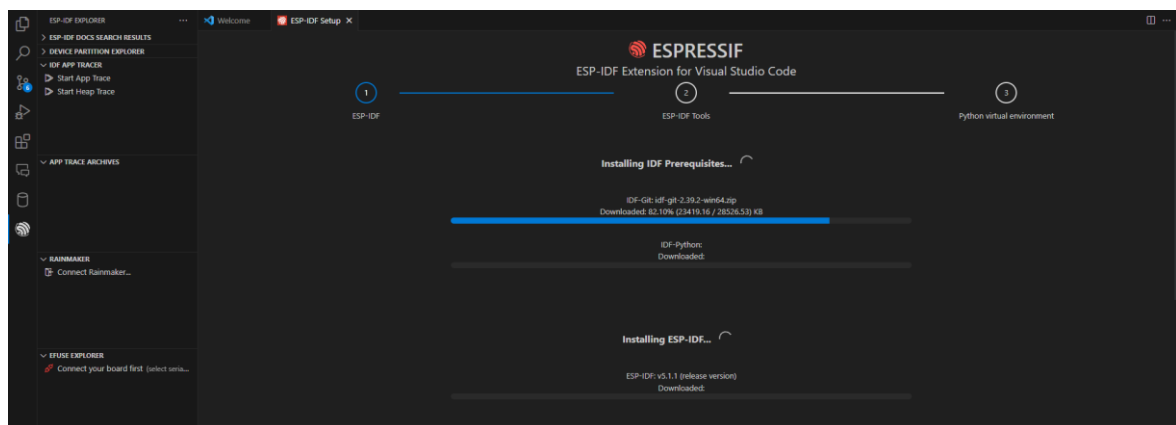 ESP-IDF EXPLORER
ESP-IDF DOCS SEARCH RESULTS
DEVICE PARTITION EXPLORER
IDF APP TRACER
Start App Trace
Start Heap Trace
APP TRACE ARCHIVES
RAINMAKER
Connect Rainmaker...
EFUSE EXPLORER
Connect your board first (select seria...
Welcome
ESP-IDF Setup
ESPRESSIF
ESP-IDF Extension for Visual Studio Code
1
2
3
ESP-IDF
ESP-IDF Tools
Python virtual environment
Installing IDF Prerequisites...
IDF-Git: idf-git-2.39.2-win64.zip
Downloaded: 82.10% (23419.16 / 28526.53) KB
IDF-Python:
Downloaded:
Installing ESP-IDF...
ESP-IDF: v5.1.1 (release version)
Downloaded: